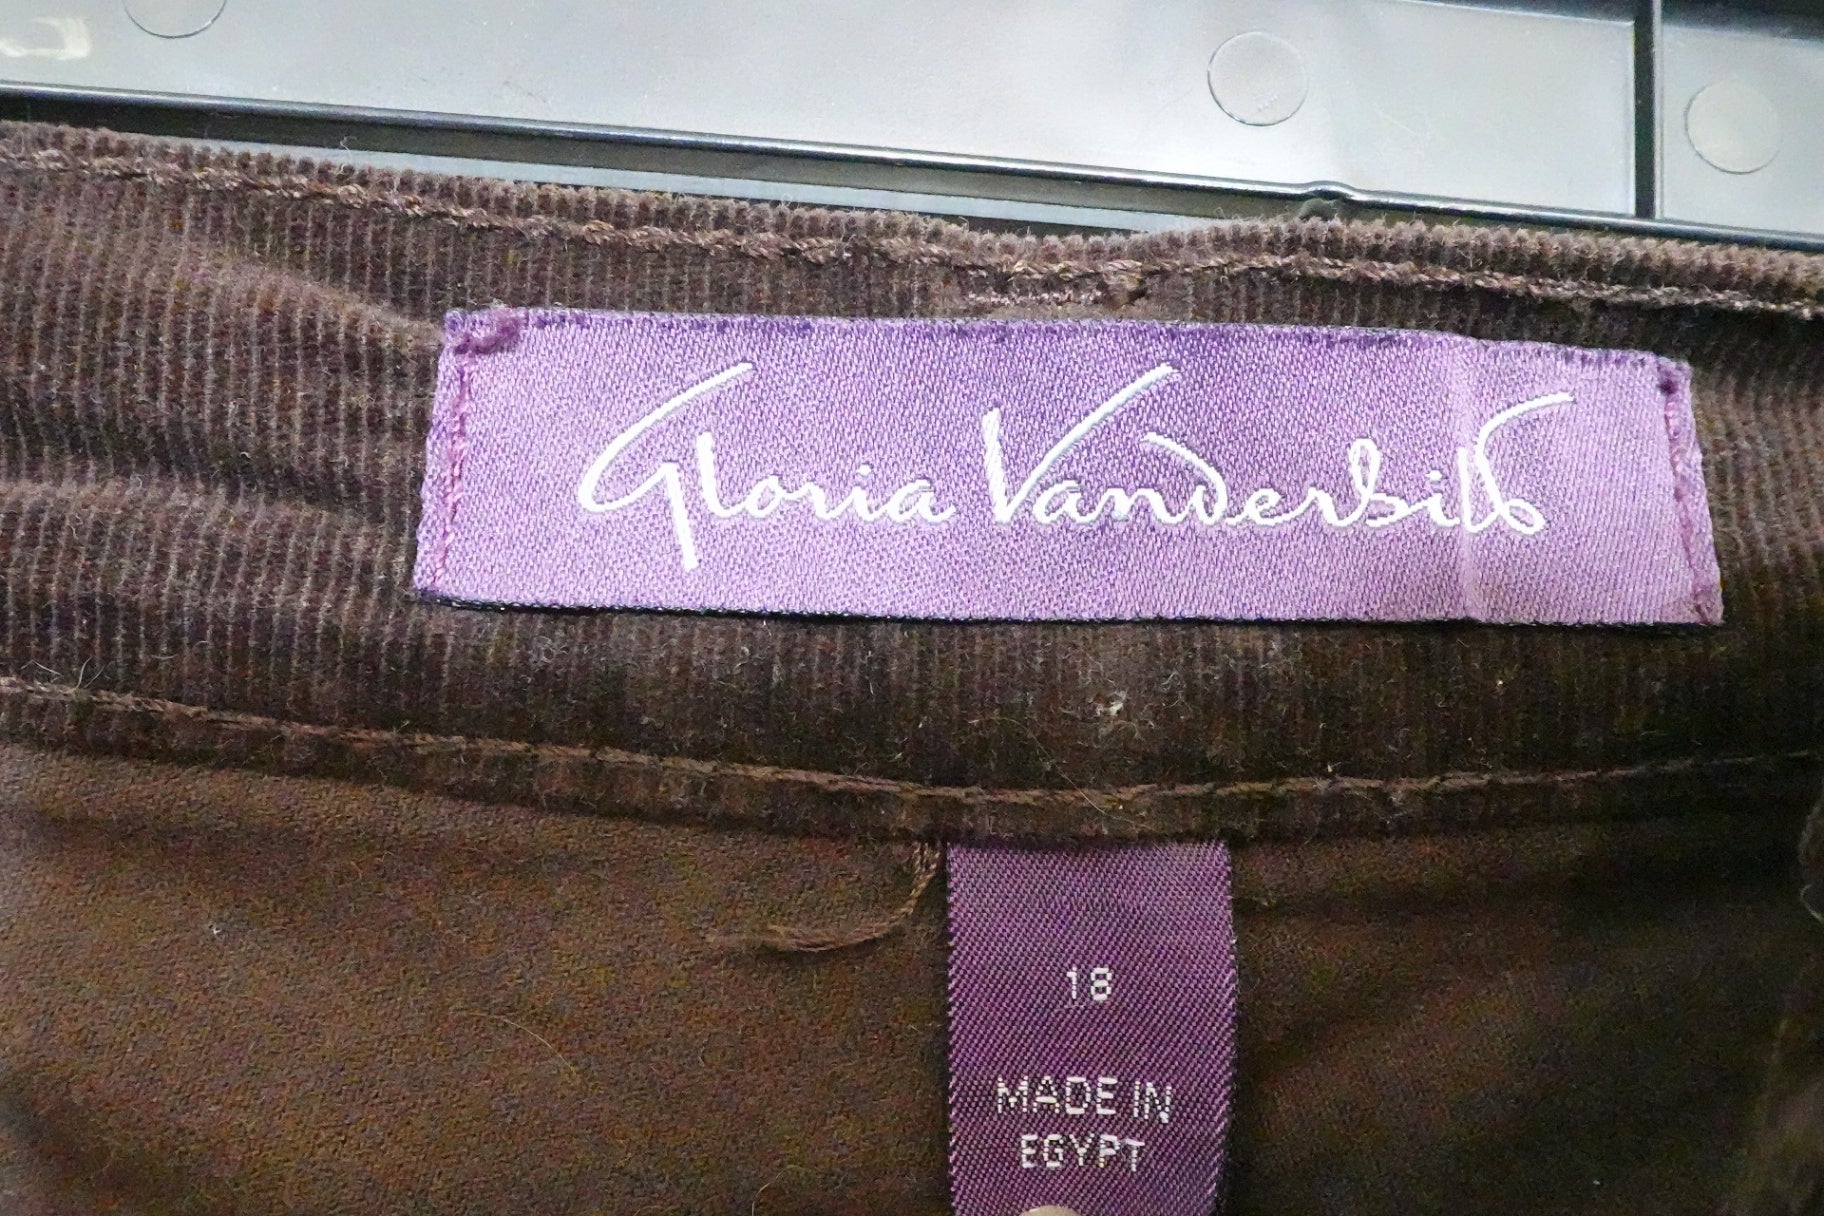 Gloria Vanderbilt
18
MADE IN
EGYPT